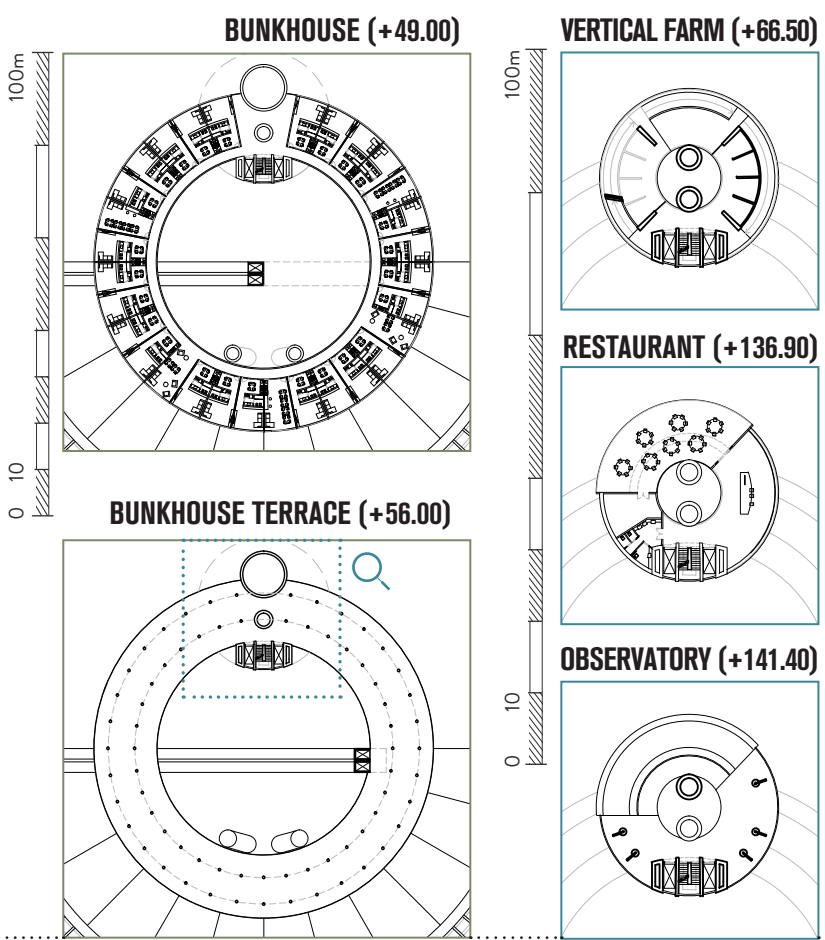 BUNKHOUSE (+49.00)
100m
10
0
BUNKHOUSE TERRACE (+56.00)
VERTICAL FARM (+66.50)
100m
RESTAURANT (+136.90)
OBSERVATORY (+141.40)
10
0